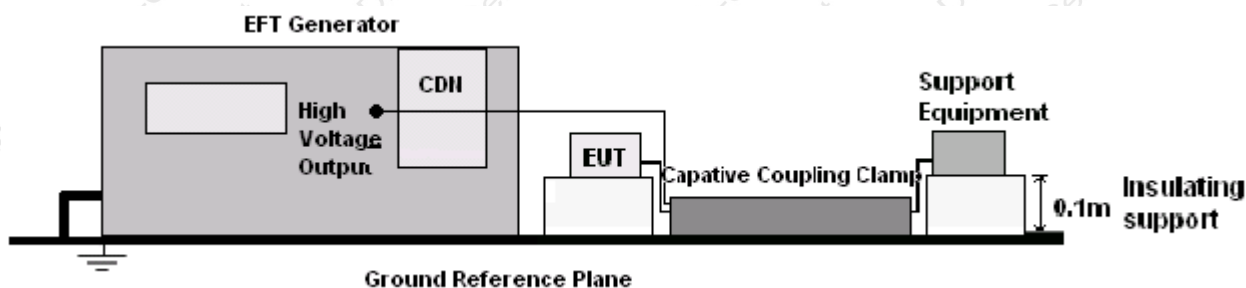 EFT Generator
CDN
High
Voltage
Output
EUT
Capative Coupling Clamp
Support
Equipment
0.1m
Insulating
support
Ground Reference Plane